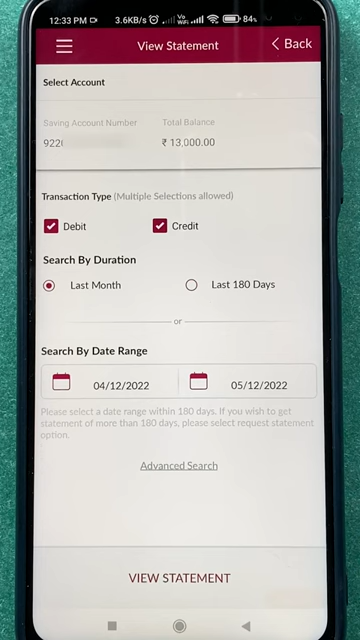 12:33 PM 3.6KB/s Vo WiFi 84%
View Statement
Back
Select Account
Saving Account Number Total Balance
922 ₹ 13,000.00
Transaction Type (Multiple Selections allowed)
Debit Credit
Search By Duration
Last Month Last 180 Days
or
Search By Date Range
04/12/2022 05/12/2022
Please select a date range within 180 days. If you wish to get
statement of more than 180 days, please select request statement
option.
Advanced Search
VIEW STATEMENT